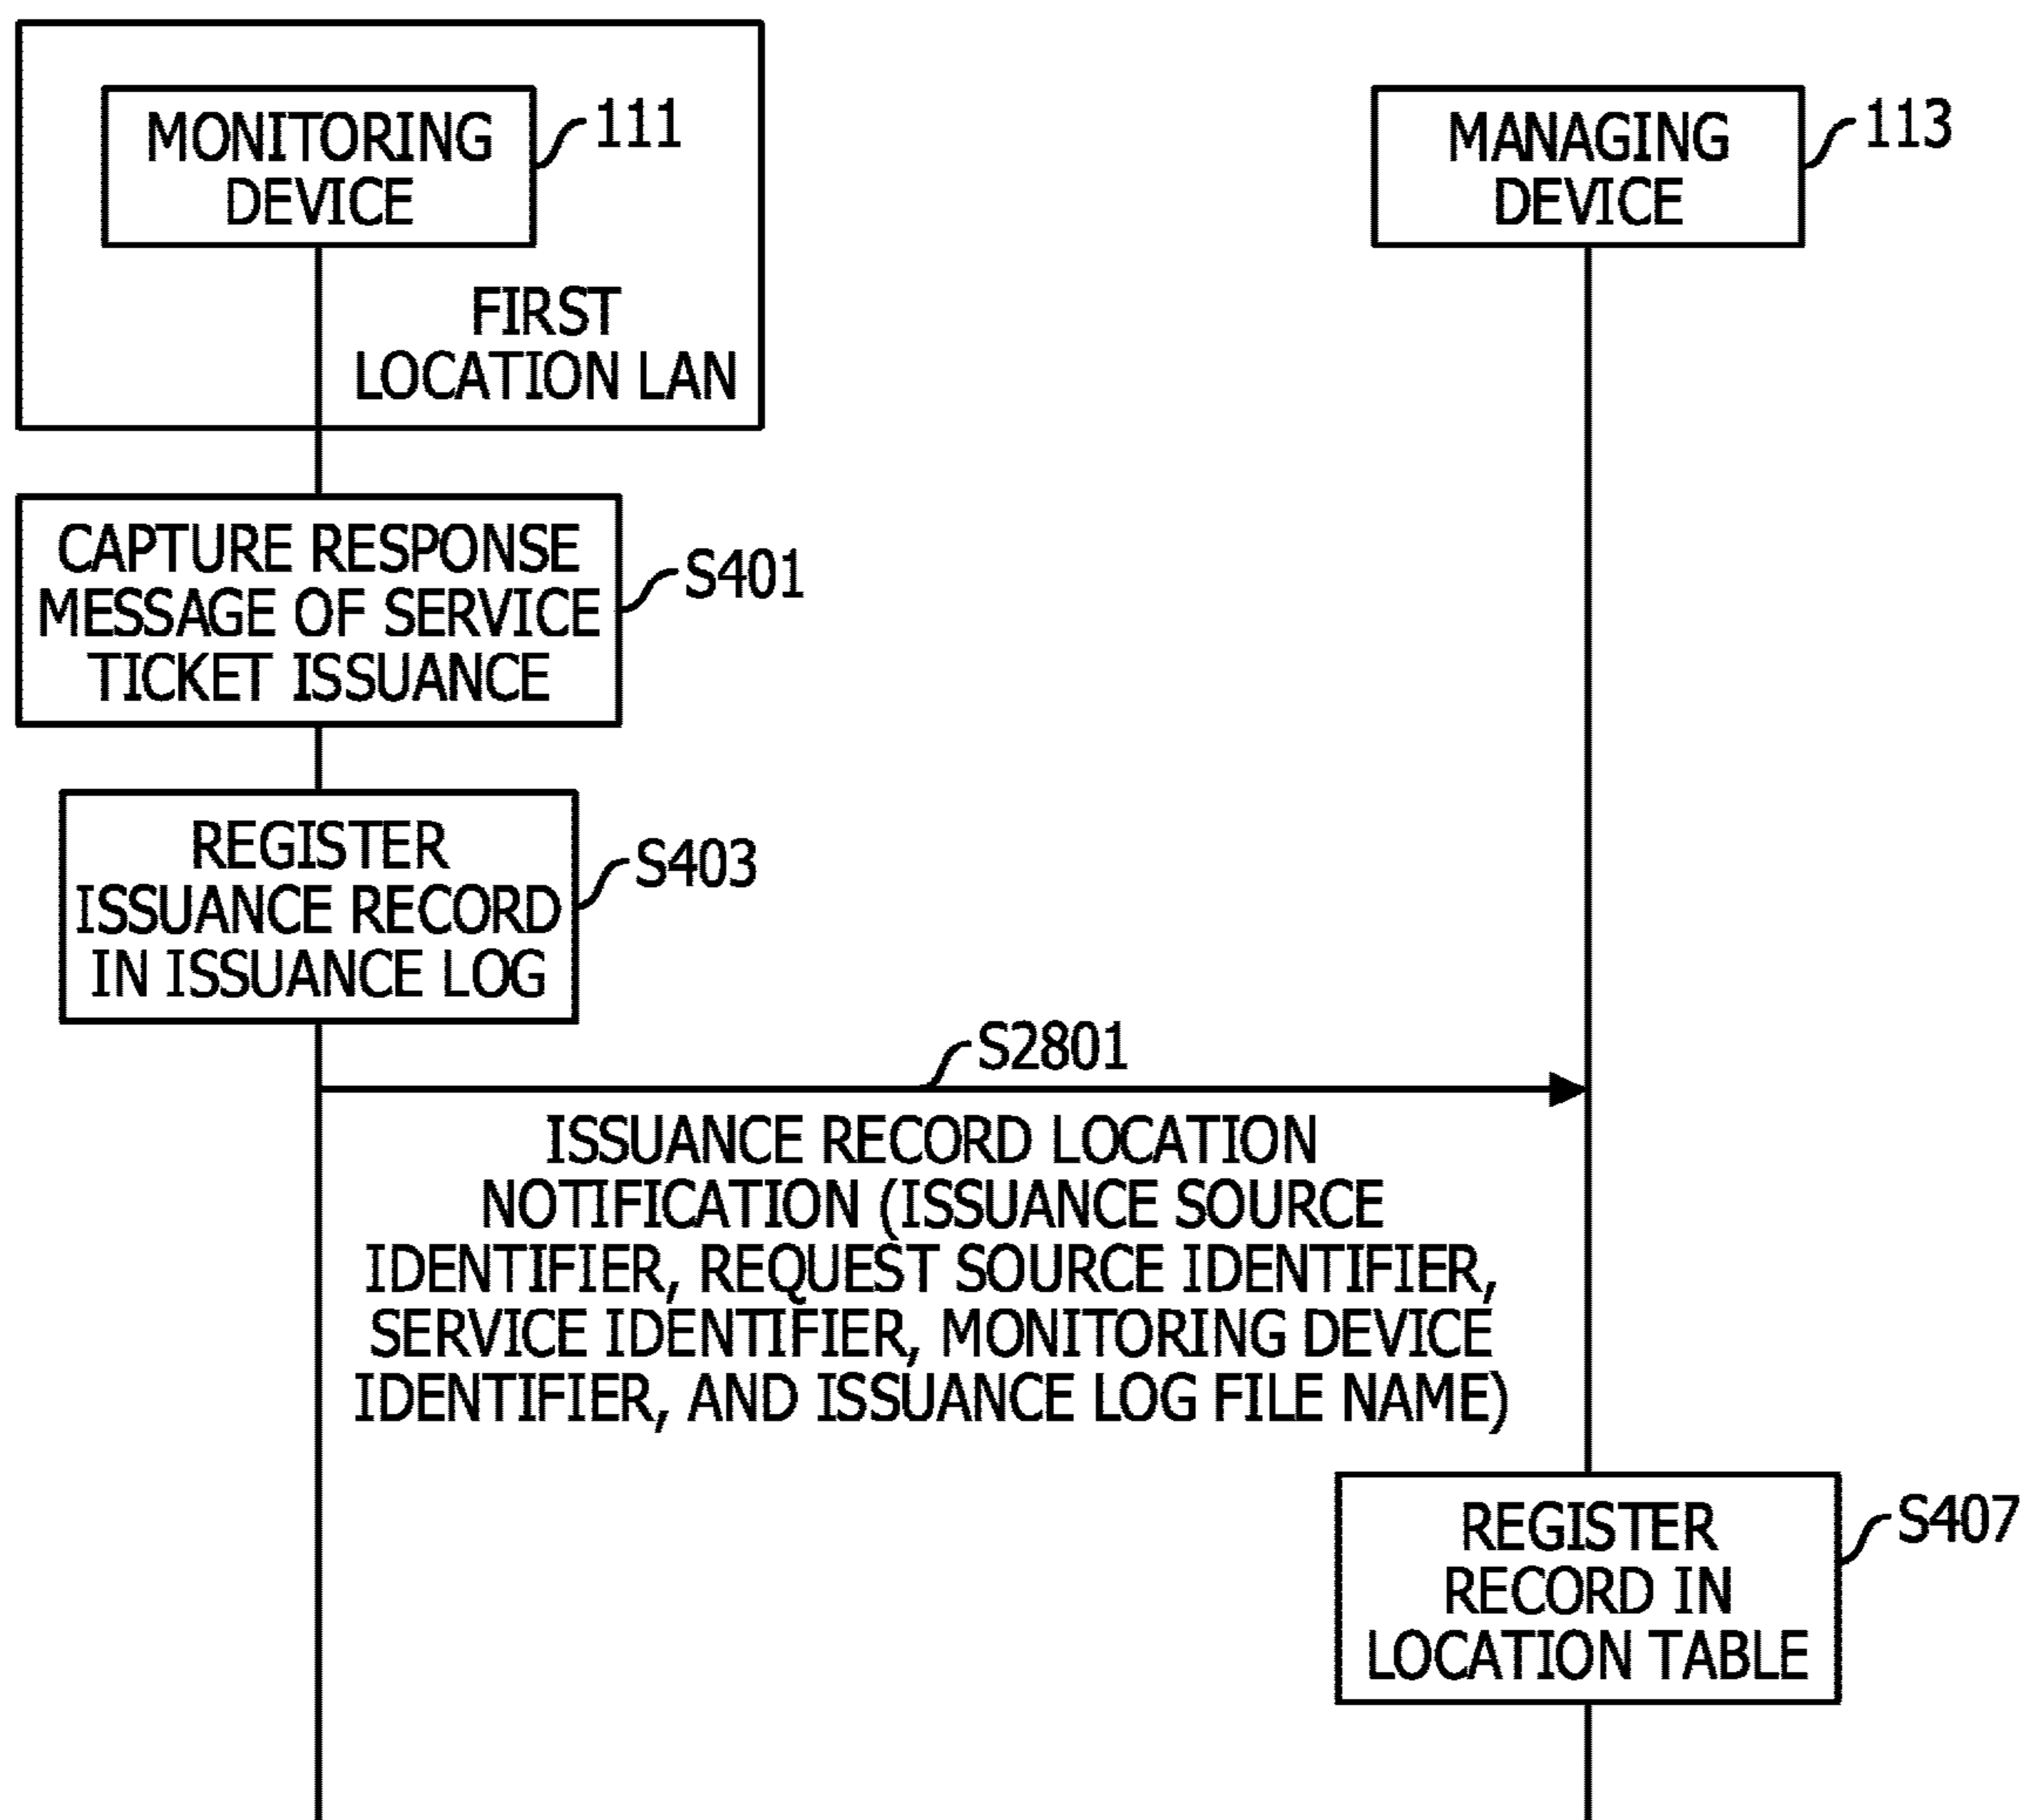 MONITORING
DEVICE
111
FIRST
LOCATION LAN
MANAGING
DEVICE
113
CAPTURE RESPONSE
MESSAGE OF SERVICE
TICKET ISSUANCE
S401
REGISTER
ISSUANCE RECORD
IN ISSUANCE LOG
S403
S2801
ISSUANCE RECORD LOCATION
NOTIFICATION (ISSUANCE SOURCE
IDENTIFIER, REQUEST SOURCE IDENTIFIER,
SERVICE IDENTIFIER, MONITORING DEVICE
IDENTIFIER, AND ISSUANCE LOG FILE NAME)
REGISTER
RECORD IN
LOCATION TABLE
S407